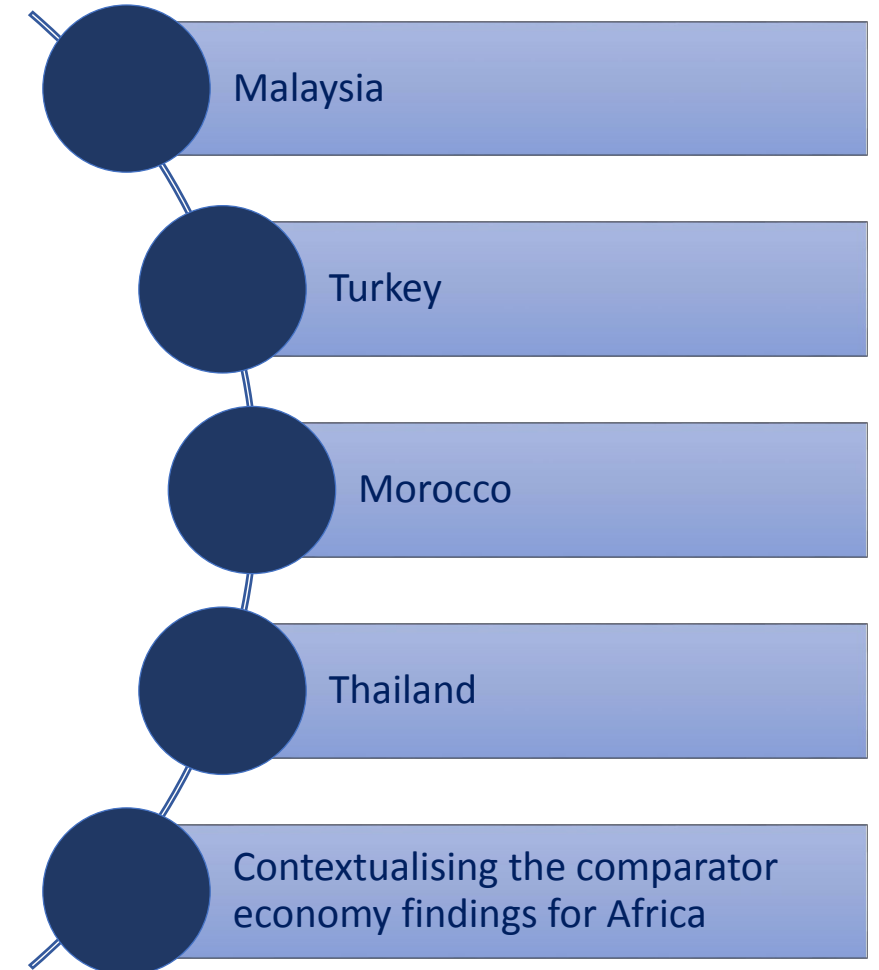 Malaysia
Turkey
Morocco
Thailand
Contextualising the comparator
economy findings for Africa